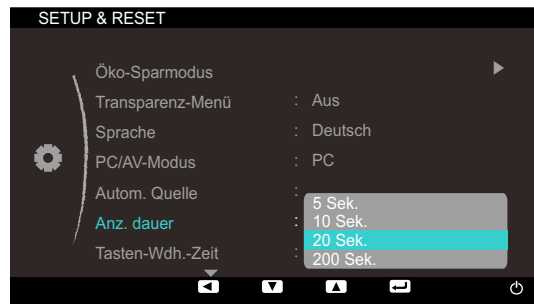 SETUP & RESET
Öko-Sparmodus
Transparenz-Menü : Aus
Sprache : Deutsch
PC/AV-Modus : PC
Autom. Quelle :
5 Sek.
Anz. dauer : 10 Sek.
20 Sek.
Tasten-Wdh.-Zeit : 200 Sek.